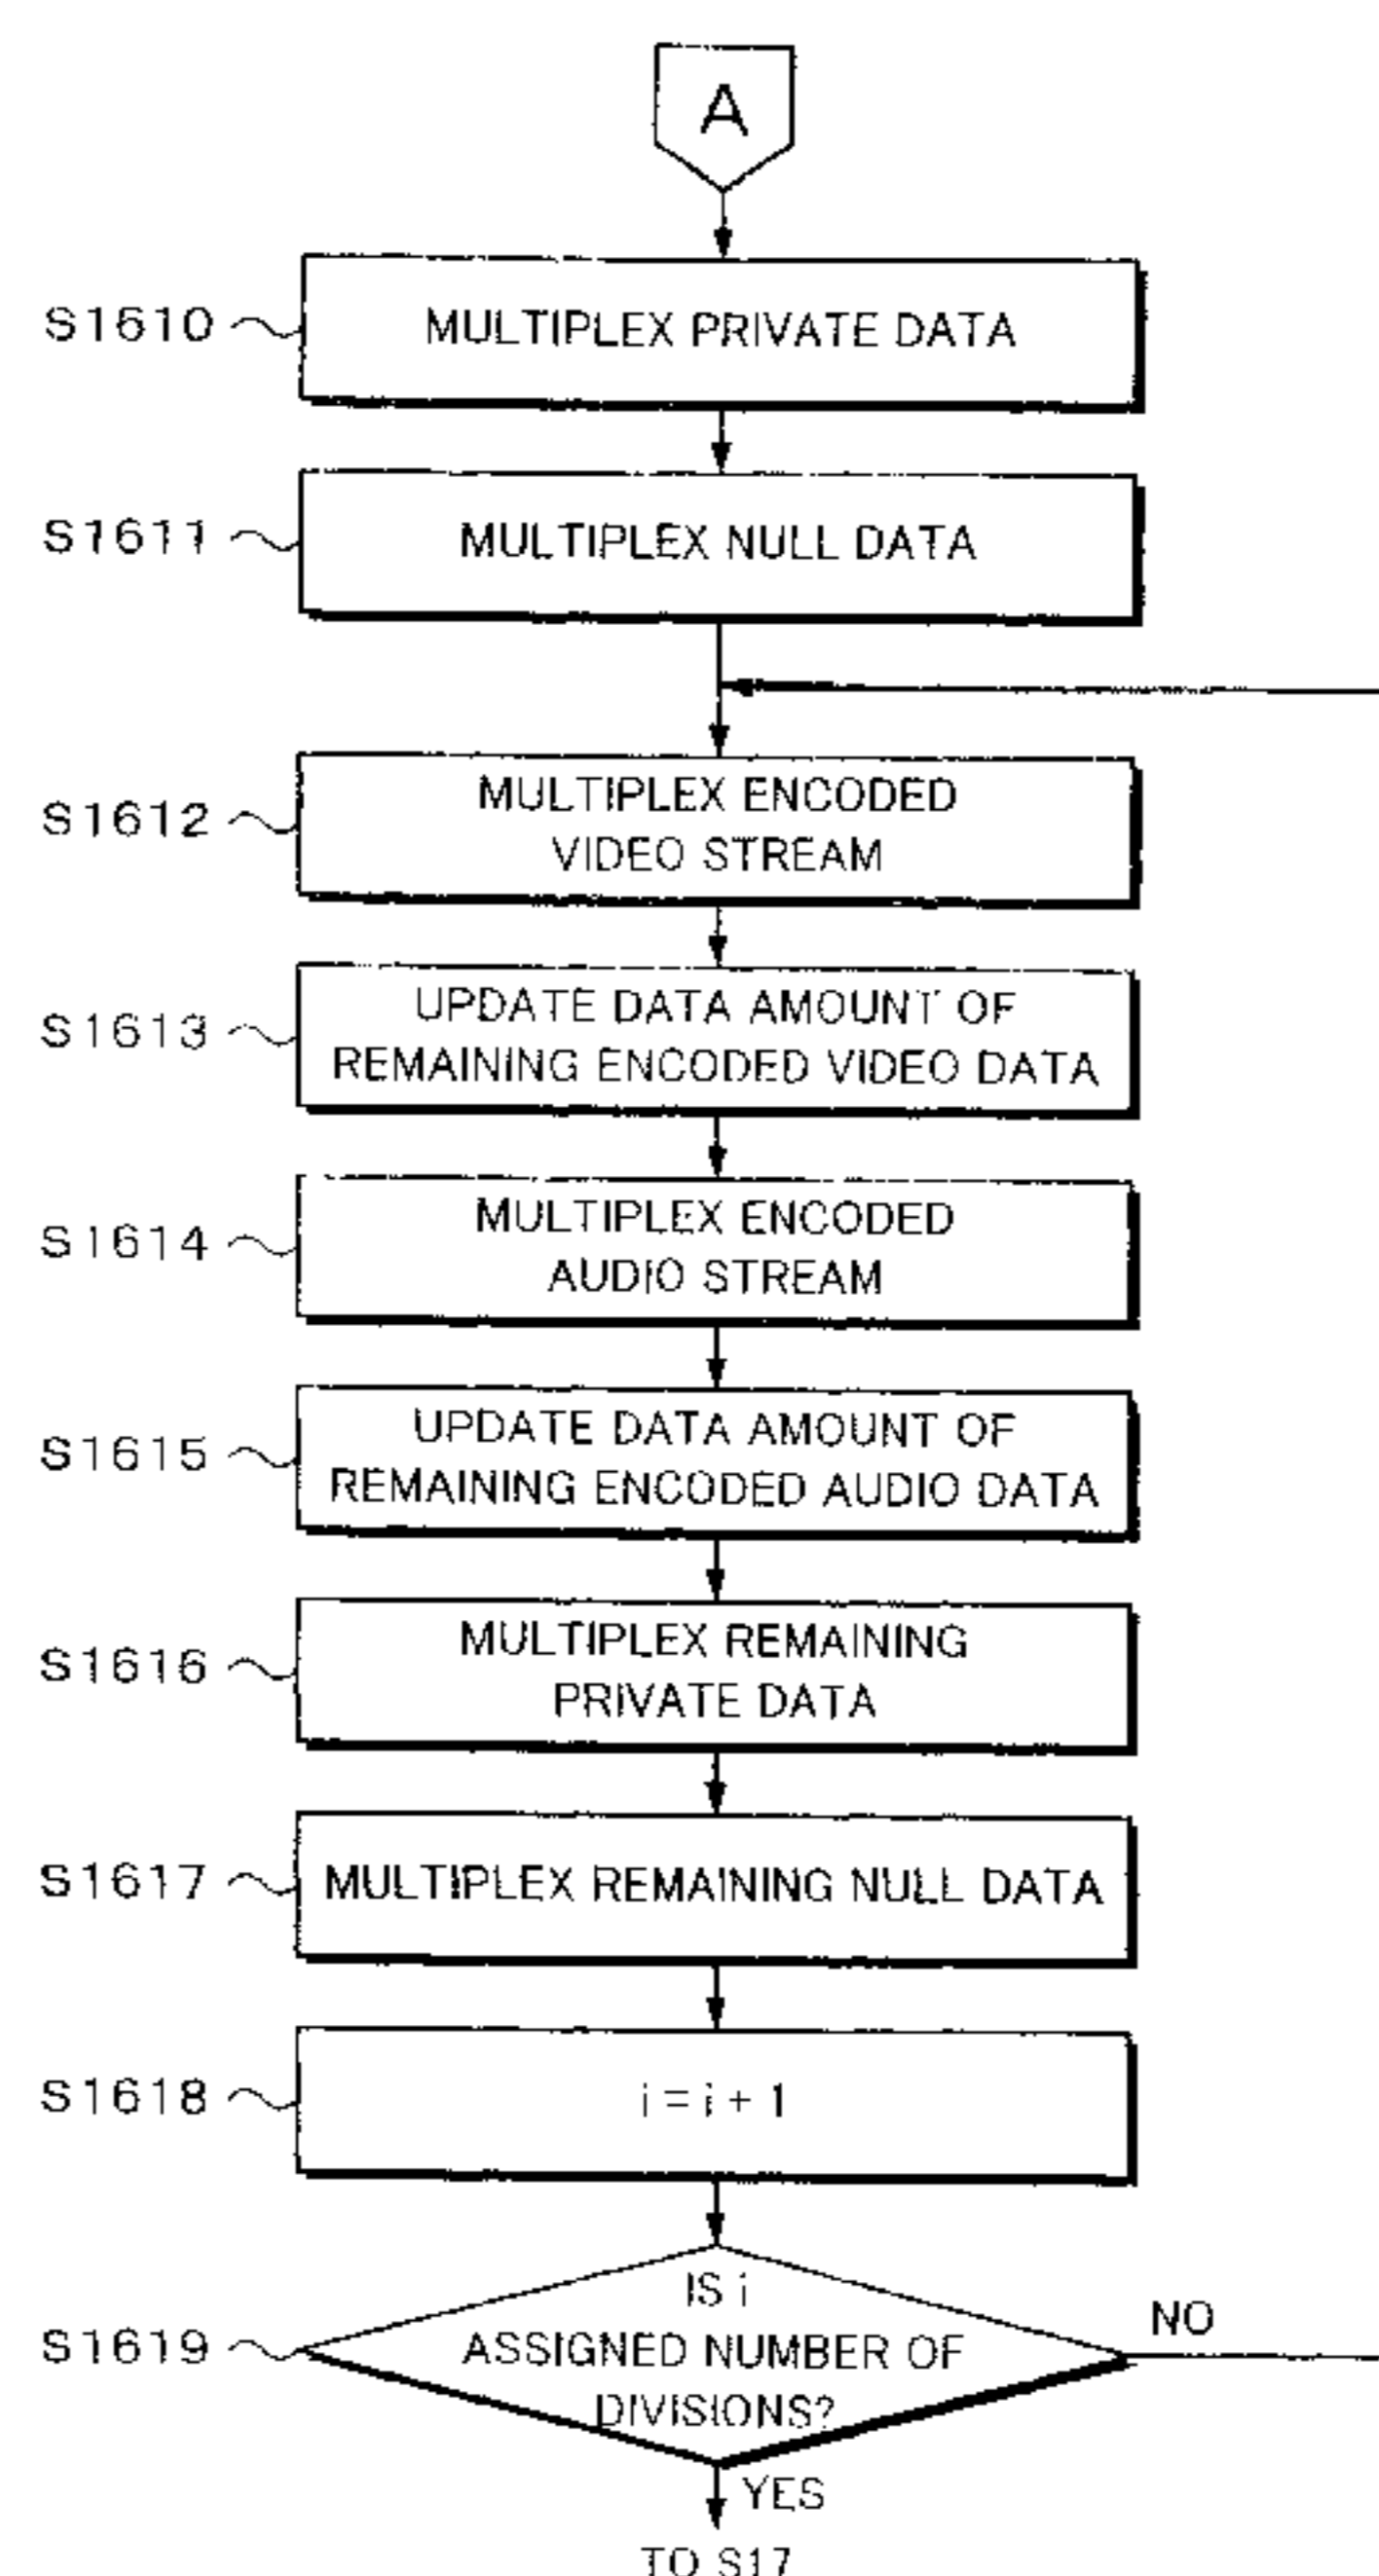 A
S1610
MULTIPLEX PRIVATE DATA
S1611
MULTIPLEX NULL DATA
S1612
MULTIPLEX ENCODED
VIDEO STREAM
S1613
UPDATE DATA AMOUNT OF
REMAINING ENCODED VIDEO DATA
S1614
MULTIPLEX ENCODED
AUDIO STREAM
S1615
UPDATE DATA AMOUNT OF
REMAINING ENCODED AUDIO DATA
S1616
MULTIPLEX REMAINING
PRIVATE DATA
S1617
MULTIPLEX REMAINING NULL DATA
S1618
i = i + 1
S1619
IS i
ASSIGNED NUMBER OF
DIVISIONS?
NO
YES
TO S17